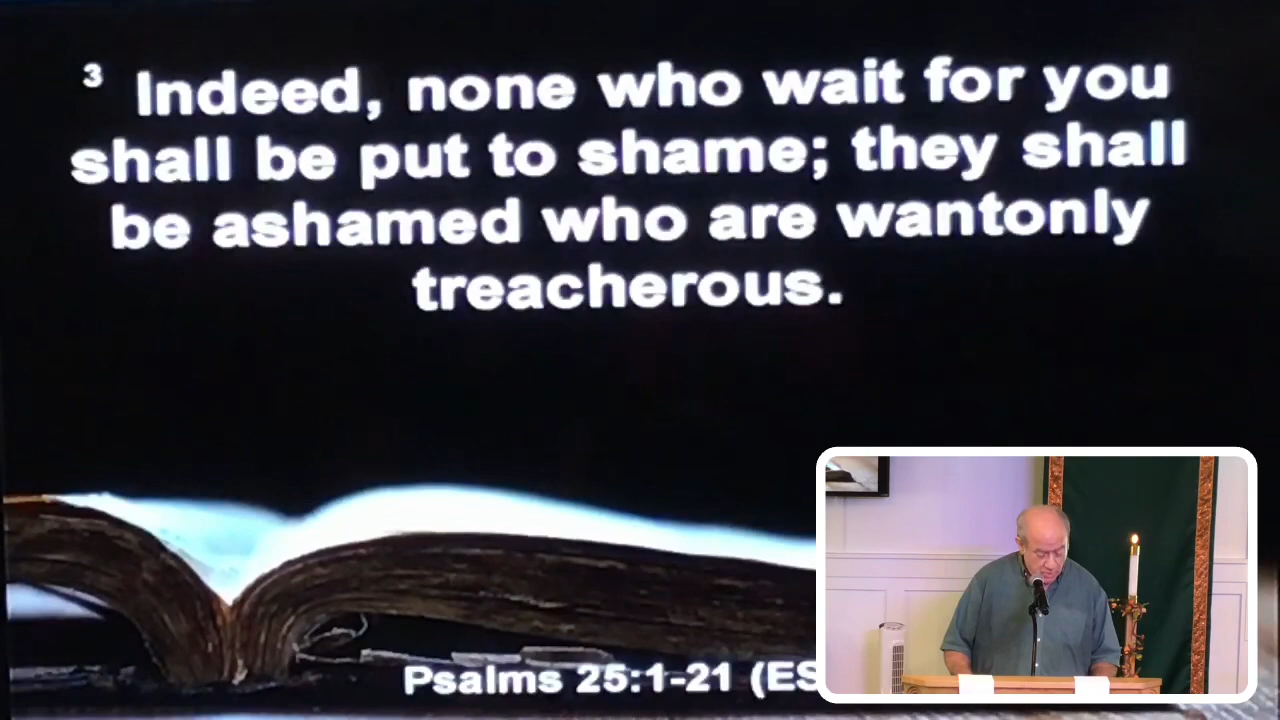 3 Indeed, none who wait for you
shall be put to shame; they shall
be ashamed who are wantonly
treacherous.
Psalms 25:1-21 (ES